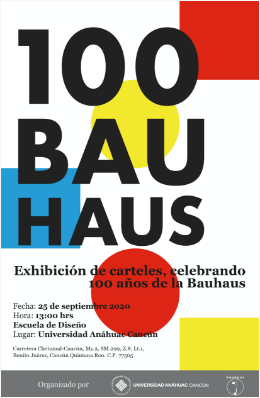 100
BAU
HAUS
Exhibición de carteles, celebrando
100 años de la Bauhaus
Fecha: 25 de septiembre 2020
Hora: 13:00 hrs
Escuela de Diseño
Lugar: Universidad Anáhuac Cancún
Carretera Chetumal-Cancún, Mz.2, SM 299, Z.8, Lt.1,
Benito Juárez, Cancún Quintana Roo. C.P. 77565
Organizado por
UNIVERSIDAD ANÁHUAC CANCÚN